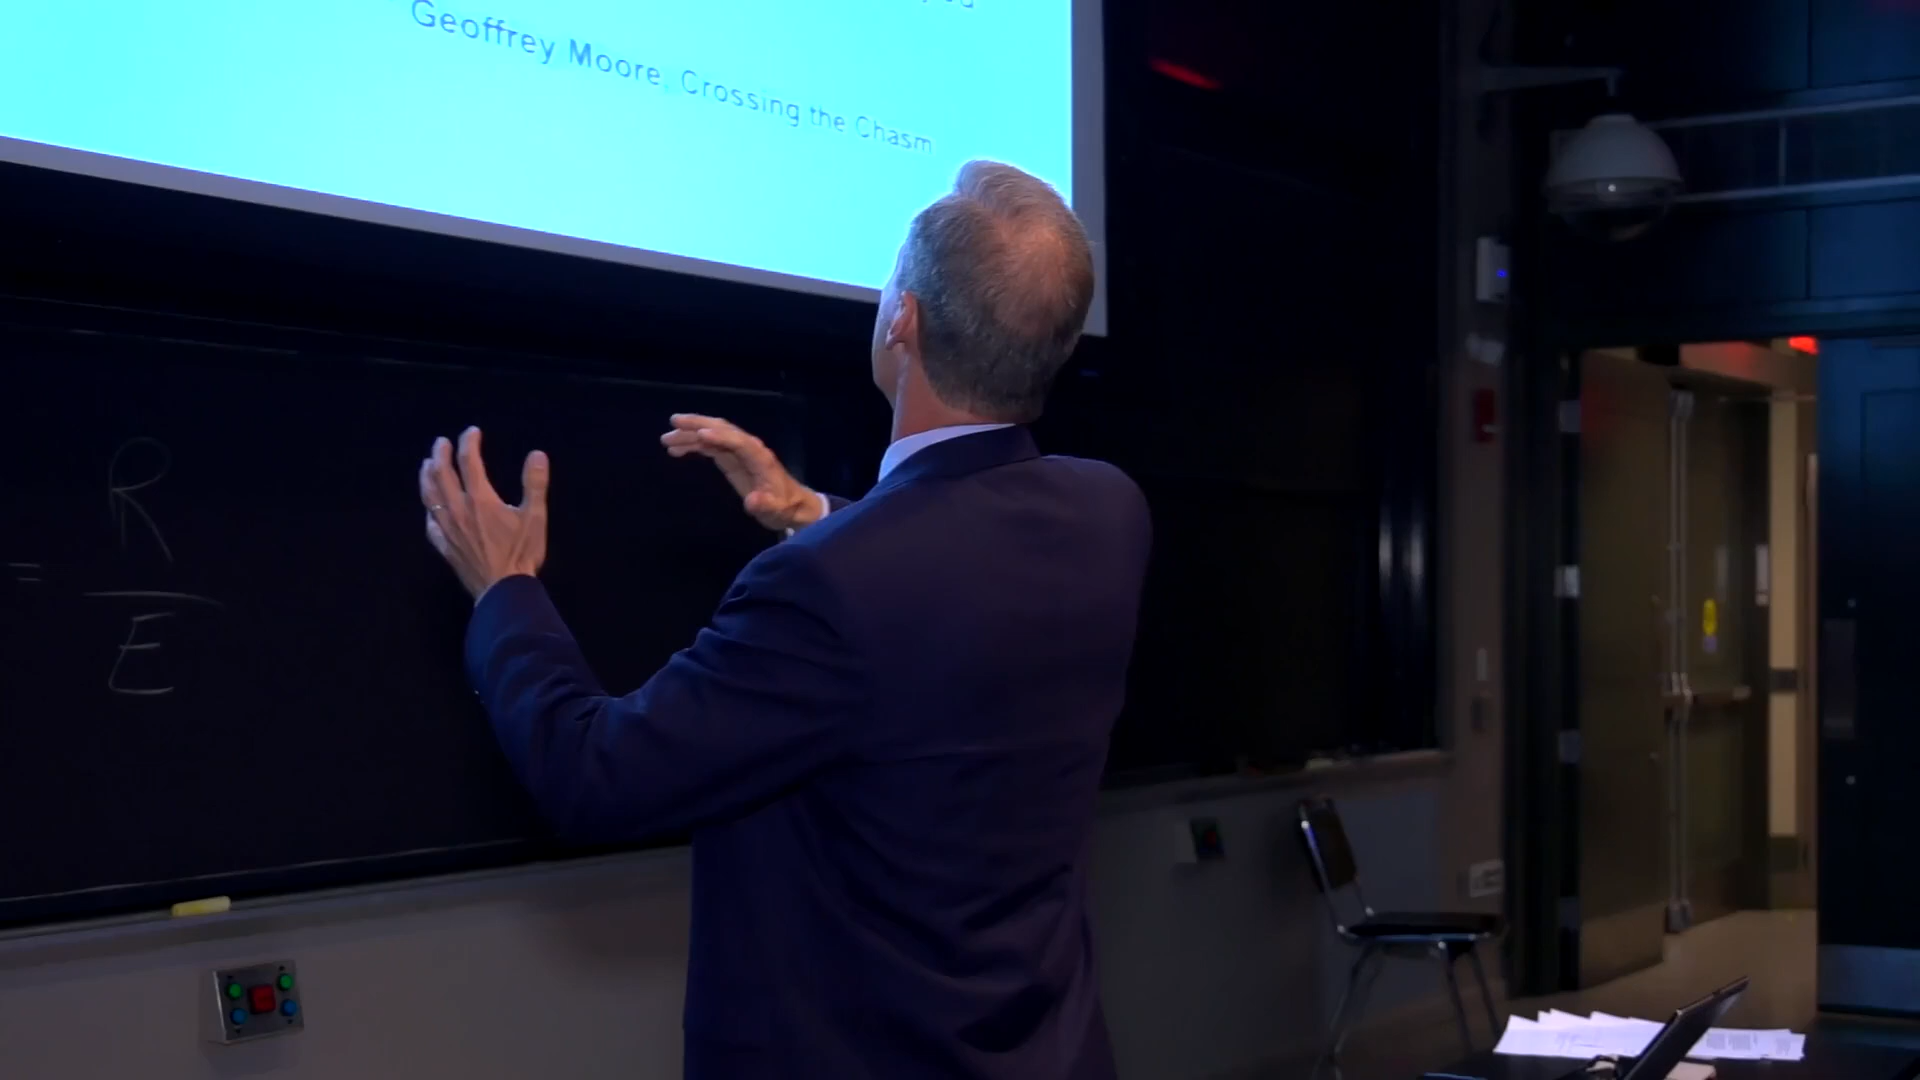 Geoffrey Moore, Crossing the Chasm
R
=
E